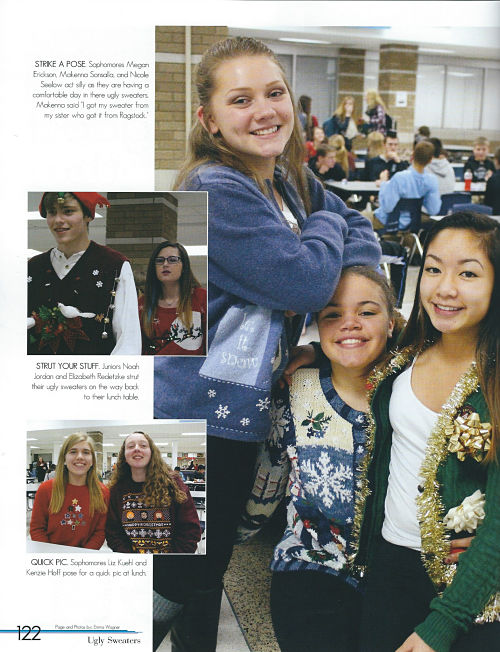 STRIKE A POSE. Sophomores Megan
Erickson, Makenna Sonsalla, and Nicole
Seelow act silly as they are having a
comfortable day in there ugly sweaters.
Makenna said "I got my sweater from
my sister who got it from Ragstock."
STRUT YOUR STUFF. Juniors Noah
Jordan and Elizabeth Redetzke strut
their ugly sweaters on the way back
to their lunch table.
QUICK PIC. Sophomores Liz Kuehl and
Kenzie Hoff pose for a quick pic at lunch.
Page and Photos by: Emma Wagner
122
Ugly Sweaters
let it
snow